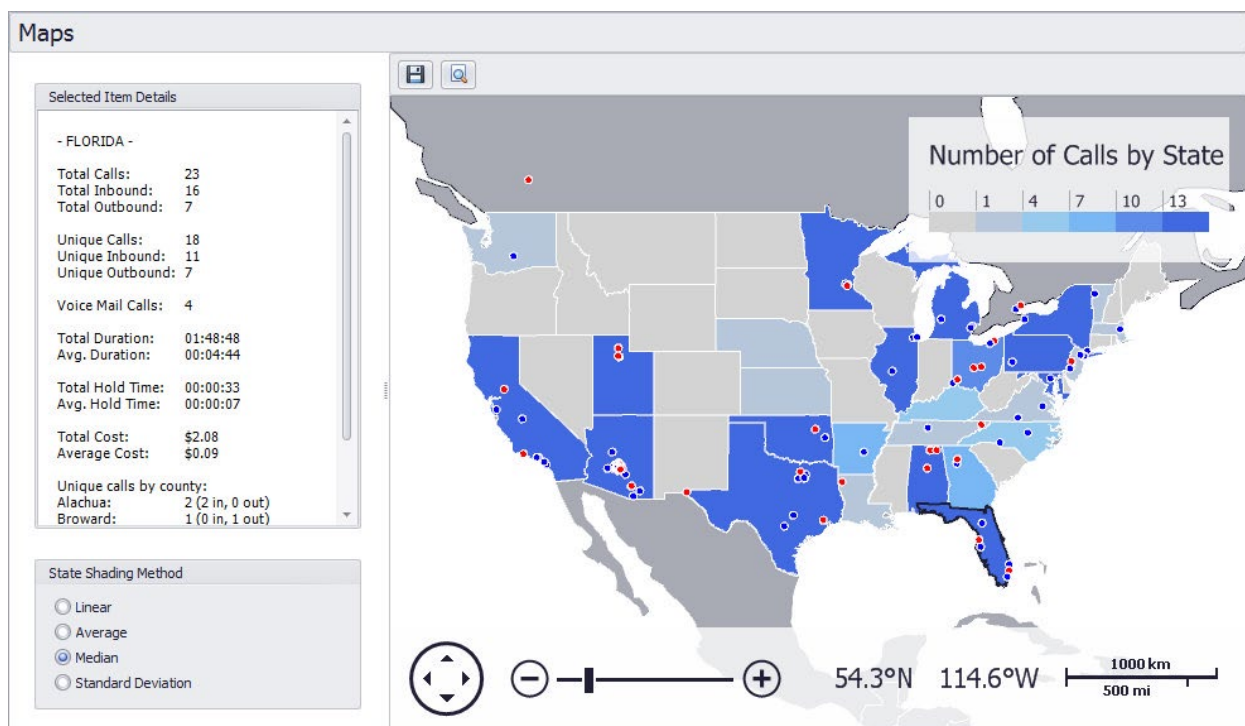 Maps
Selected Item Details
- FLORIDA -
Total Calls: 23
Total Inbound: 16
Total Outbound: 7
Unique Calls: 18
Unique Inbound: 11
Unique Outbound: 7
Voice Mail Calls: 4
Total Duration: 01:48:48
Avg. Duration: 00:04:44
Total Hold Time: 00:00:33
Avg. Hold Time: 00:00:07
Total Cost: $2.08
Average Cost: $0.09
Unique calls by county:
Alachua: 2 (2 in, 0 out)
Broward: 1 (0 in, 1 out)
State Shading Method
Linear
Average
Median
Standard Deviation
Number of Calls by State
0 1 4 7 10 13
54.3°N 114.6°W
1000 km
500 mi